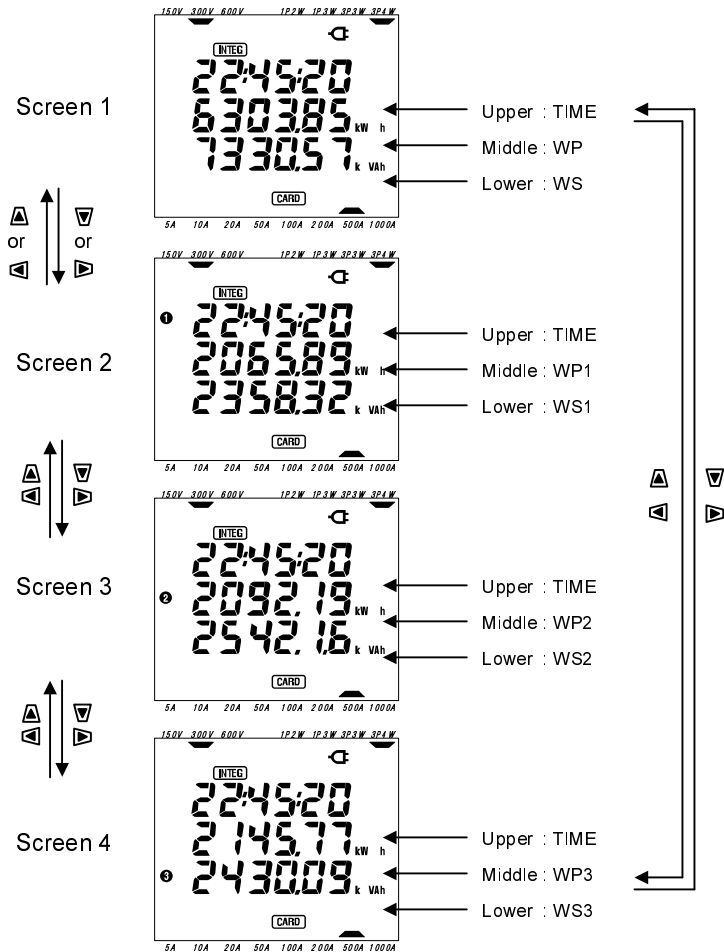 150V 300V 600V 1P2W 1P3W 3P3W 3P4W
INTEG
22:45:20
6303.85 kW h
7330.57 k VAh
CARD
5A 10A 20A 50A 100A 200A 500A 1000A
Screen 1
Upper : TIME
Middle : WP
Lower : WS
or or
150V 300V 600V 1P2W 1P3W 3P3W 3P4W
INTEG
1 22:45:20
2065.89 kW h
2358.32 k VAh
CARD
5A 10A 20A 50A 100A 200A 500A 1000A
Screen 2
Upper : TIME
Middle : WP1
Lower : WS1
150V 300V 600V 1P2W 1P3W 3P3W 3P4W
INTEG
22:45:20
2 2092.19 kW h
2542.16 k VAh
CARD
5A 10A 20A 50A 100A 200A 500A 1000A
Screen 3
Upper : TIME
Middle : WP2
Lower : WS2
150V 300V 600V 1P2W 1P3W 3P3W 3P4W
INTEG
22:45:20
2145.77 kW h
3 2430.09 k VAh
CARD
5A 10A 20A 50A 100A 200A 500A 1000A
Screen 4
Upper : TIME
Middle : WP3
Lower : WS3